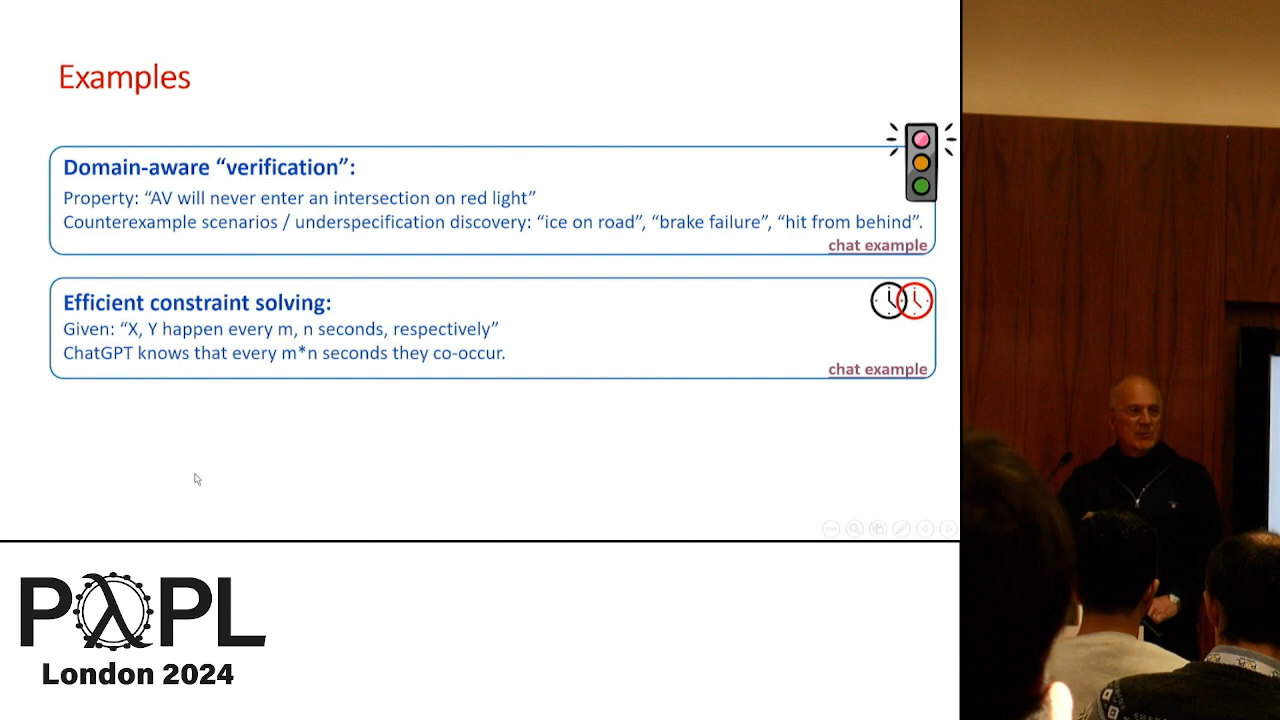 Examples
Domain-aware “verification”:
Property: “AV will never enter an intersection on red light”
Counterexample scenarios / underspecification discovery: “ice on road”, “brake failure”, “hit from behind”.
chat example
Efficient constraint solving:
Given: “X, Y happen every m, n seconds, respectively”
ChatGPT knows that every m*n seconds they co-occur.
chat example
PλPL
London 2024